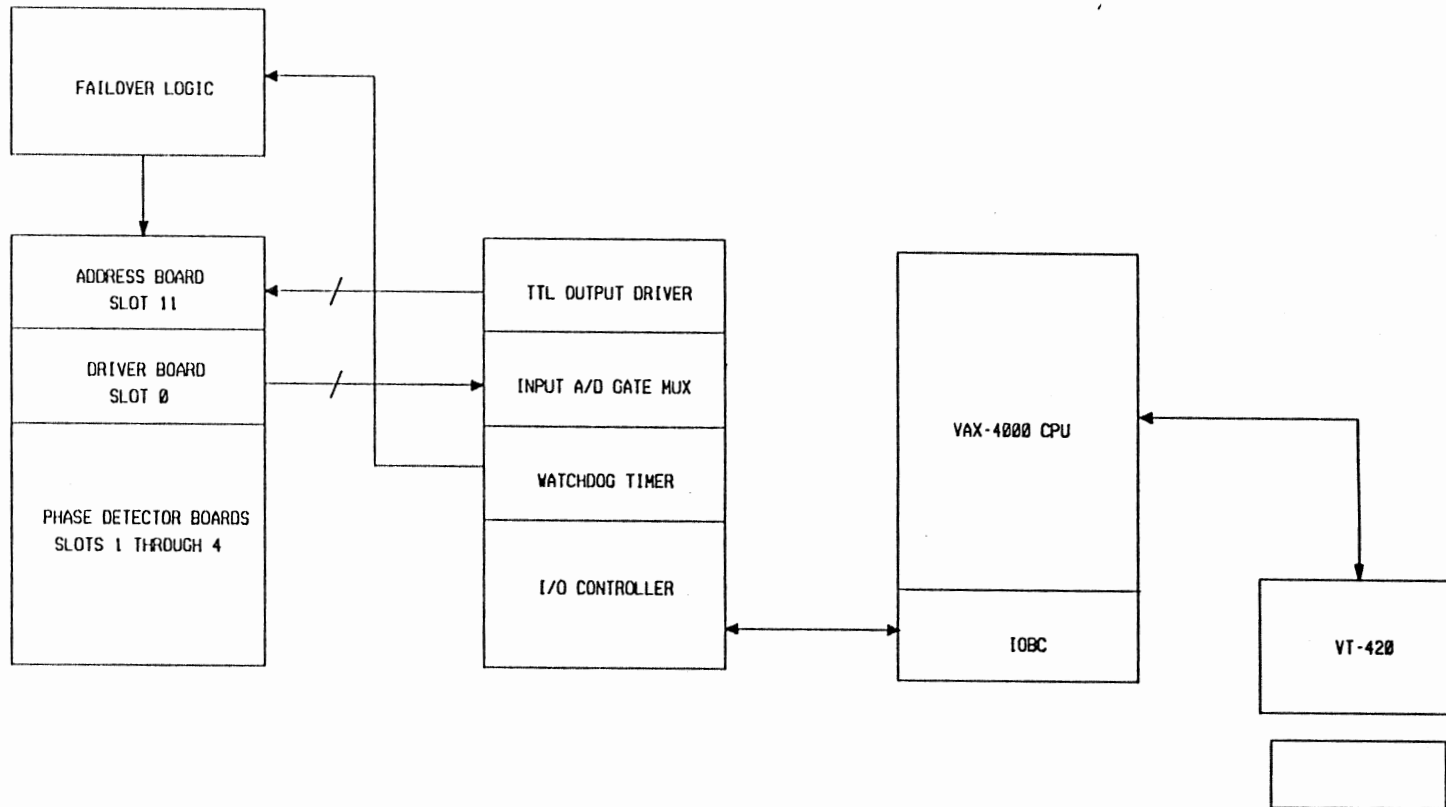 FAILOVER LOGIC
ADDRESS BOARD
SLOT 11
DRIVER BOARD
SLOT 0
PHASE DETECTOR BOARDS
SLOTS 1 THROUGH 4
TTL OUTPUT DRIVER
INPUT A/D GATE MUX
WATCHDOG TIMER
I/O CONTROLLER
VAX-4000 CPU
IOBC
VT-420